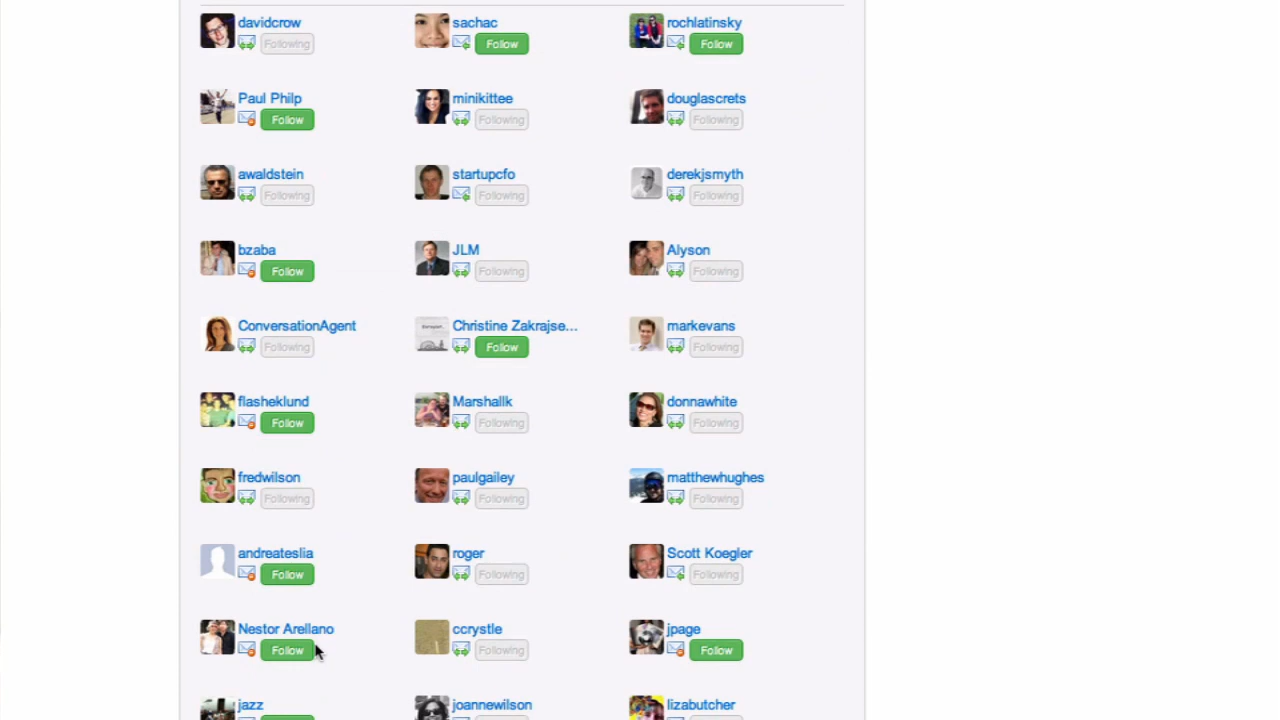 davidcrow
Following
sachac
Follow
rochlatinsky
Follow
Paul Philp
Follow
minikittee
Following
douglascrets
Following
awaldstein
Following
startupcfo
Following
derekjsmyth
Following
bzaba
Follow
JLM
Following
Alyson
Following
ConversationAgent
Following
Christine Zakrajse...
Follow
markevans
Following
flasheklund
Follow
Marshallk
Following
donnawhite
Following
fredwilson
Following
paulgailey
Following
matthewhughes
Following
andreateslia
Follow
roger
Following
Scott Koegler
Following
Nestor Arellano
Follow
ccrystle
Following
jpage
Follow
jazz
joannewilson
lizabutcher